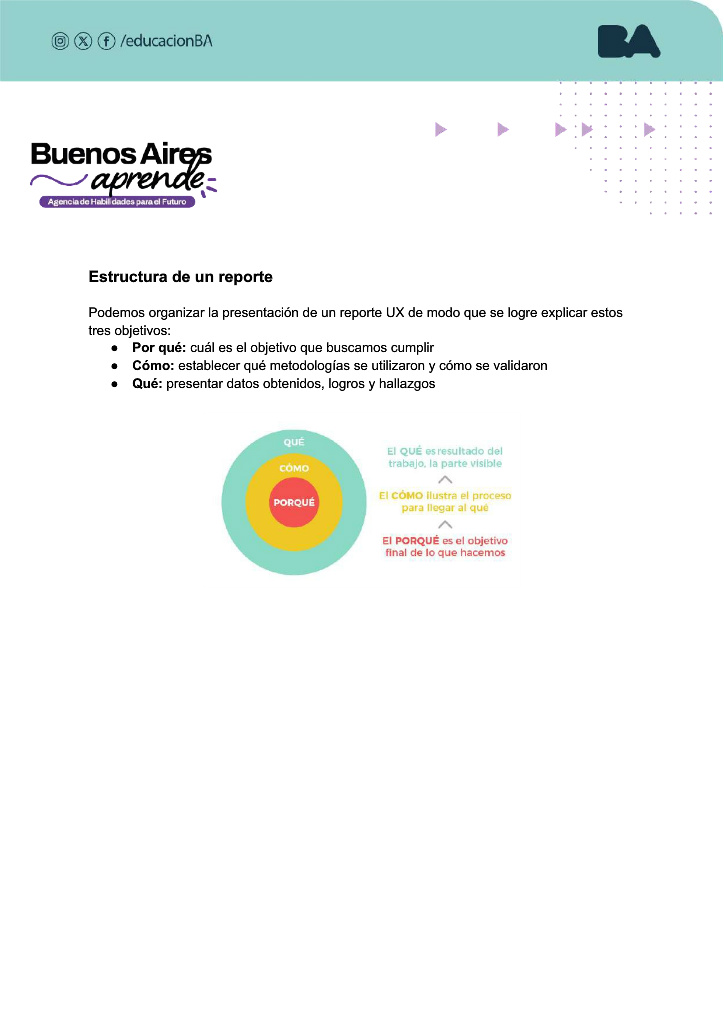 /educacionBA
BA
Buenos Aires
aprende
Agencia de Habilidades para el Futuro
Estructura de un reporte
Podemos organizar la presentación de un reporte UX de modo que se logre explicar estos
tres objetivos:
● Por qué: cuál es el objetivo que buscamos cumplir
● Cómo: establecer qué metodologías se utilizaron y cómo se validaron
● Qué: presentar datos obtenidos, logros y hallazgos
QUÉ
CÓMO
PORQUÉ
El QUÉ es resultado del
trabajo, la parte visible
El CÓMO ilustra el proceso
para llegar al qué
El PORQUÉ es el objetivo
final de lo que hacemos